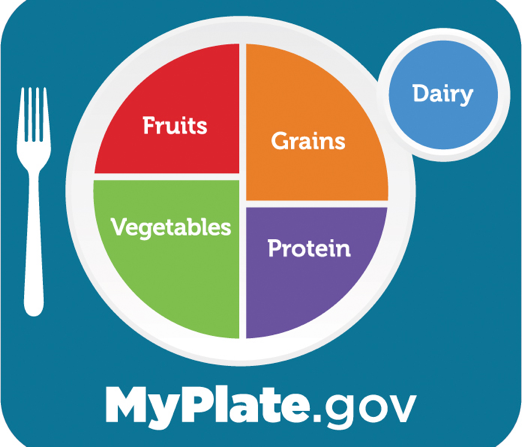 Fruits
Grains
Dairy
Vegetables
Protein
MyPlate.gov